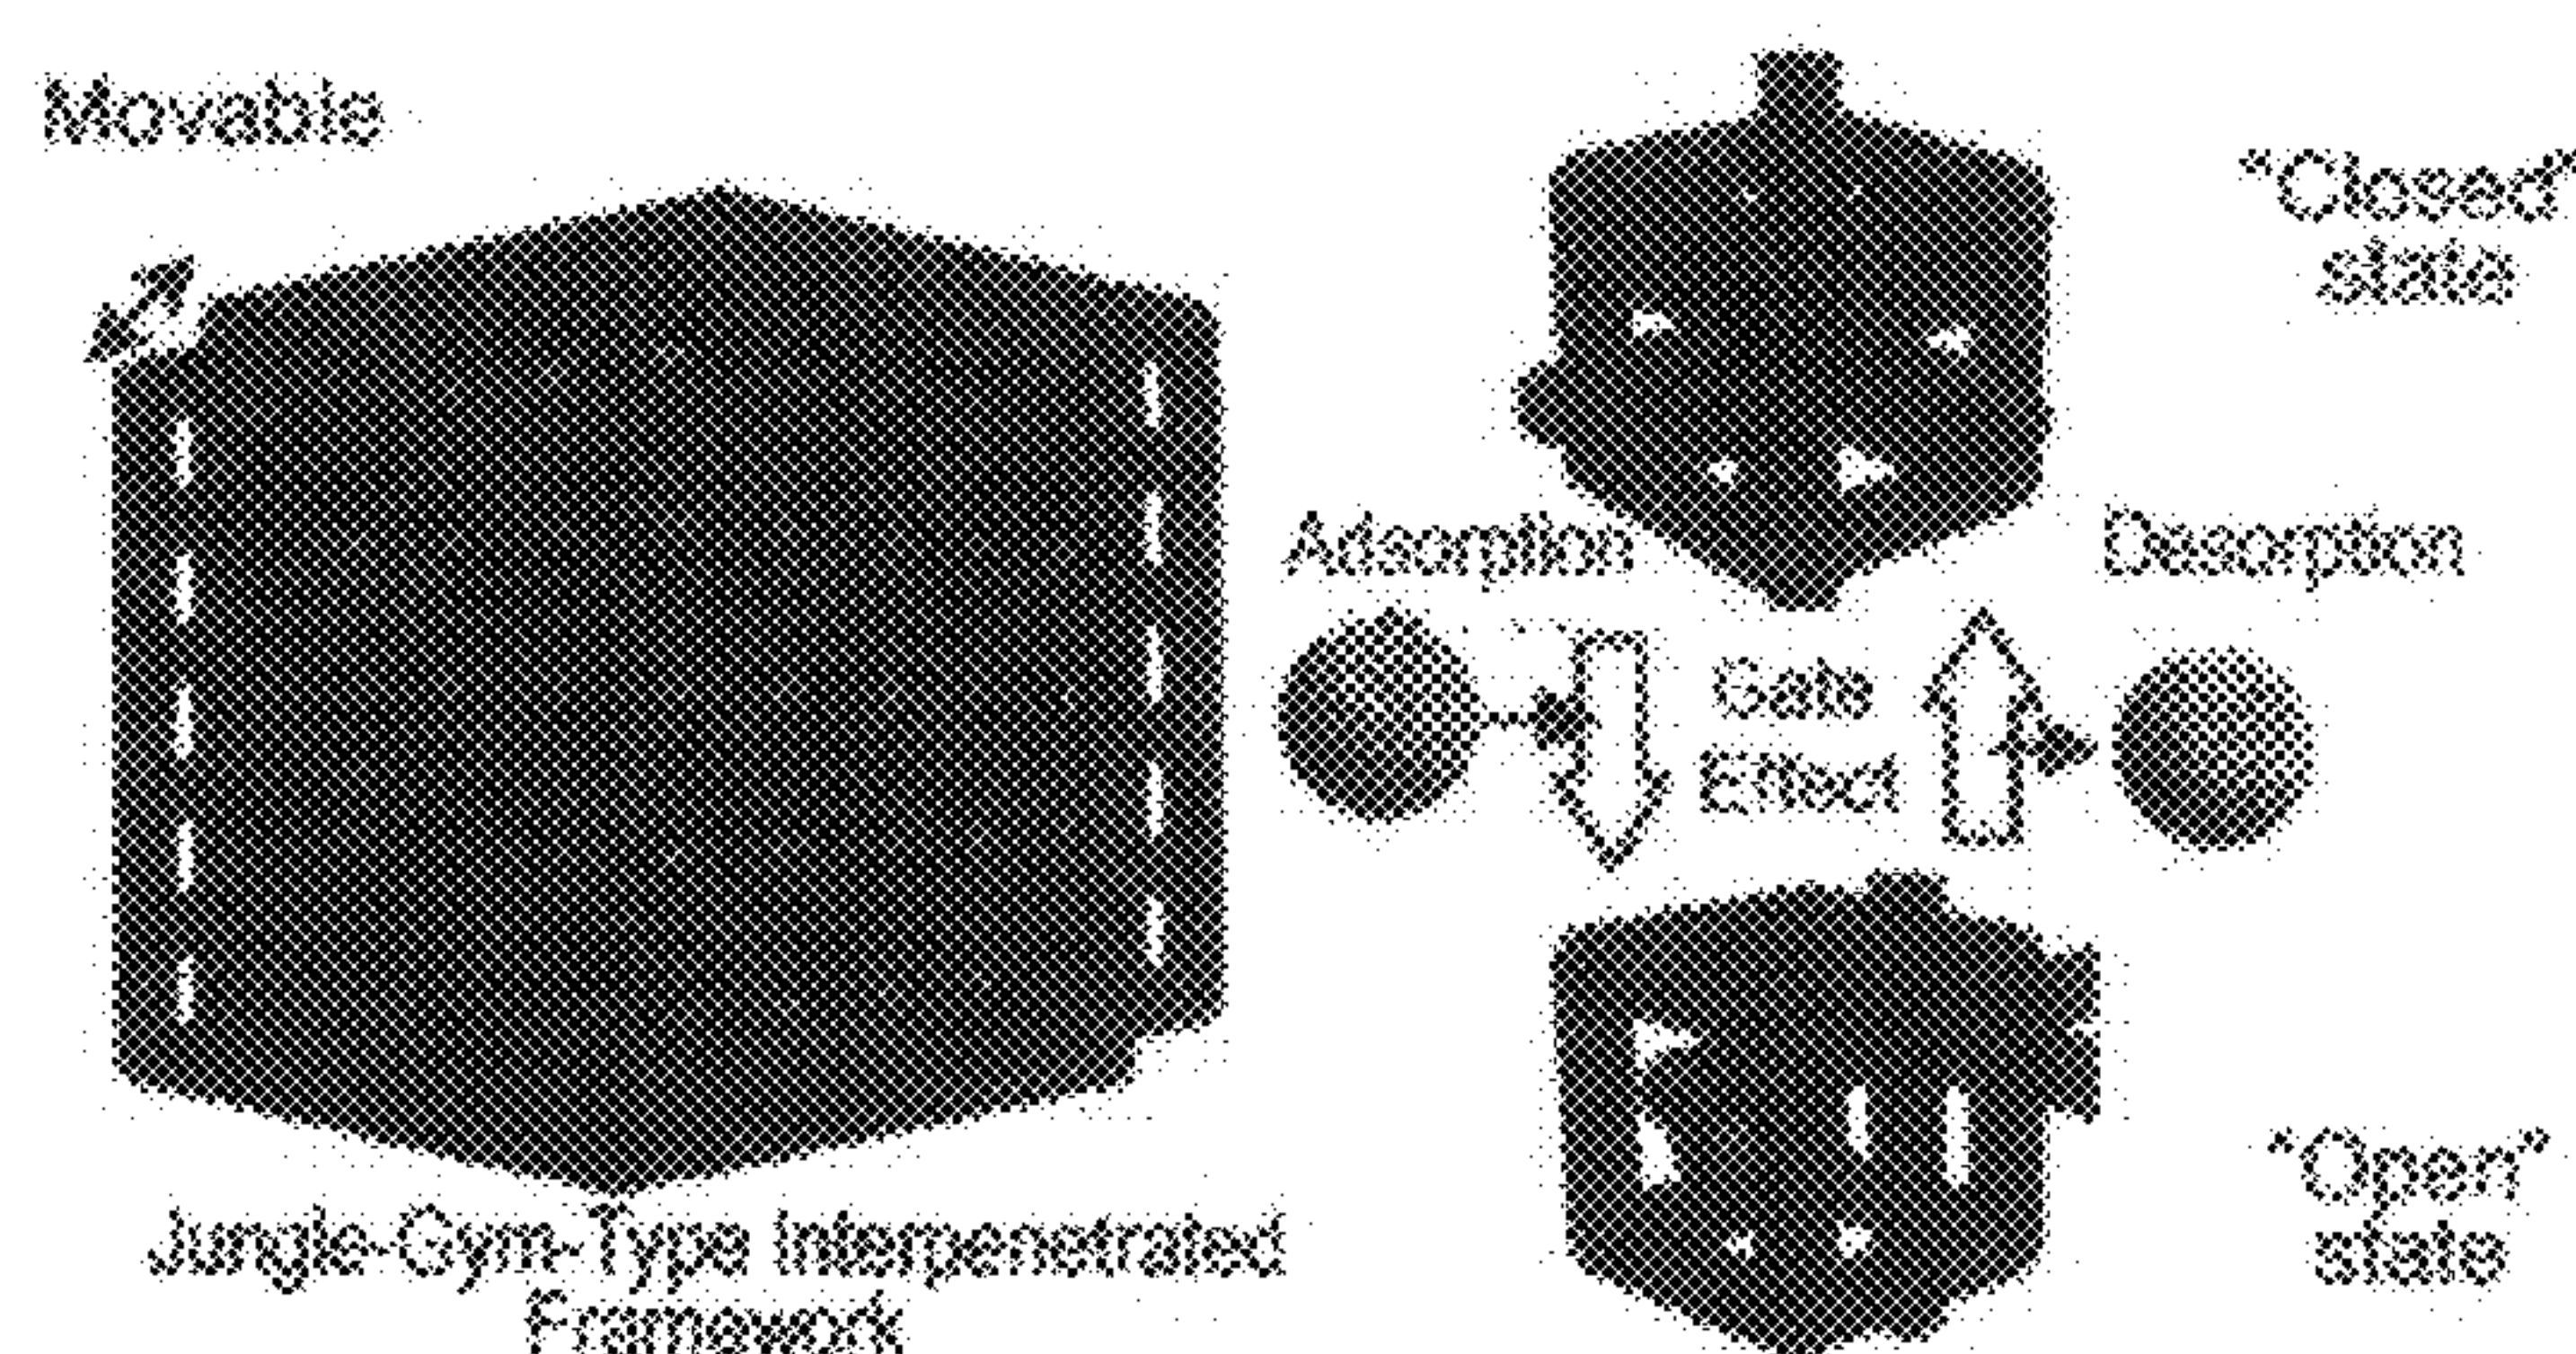 Movable
"Closed"
state
Adsorption
Desorption
Gate
Effect
"Open"
state
Jungle-Gym-Type Interpenetrated
Framework